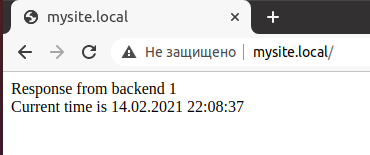 mysite.local
Не защищено mysite.local/
Response from backend 1
Current time is 14.02.2021 22:08:37